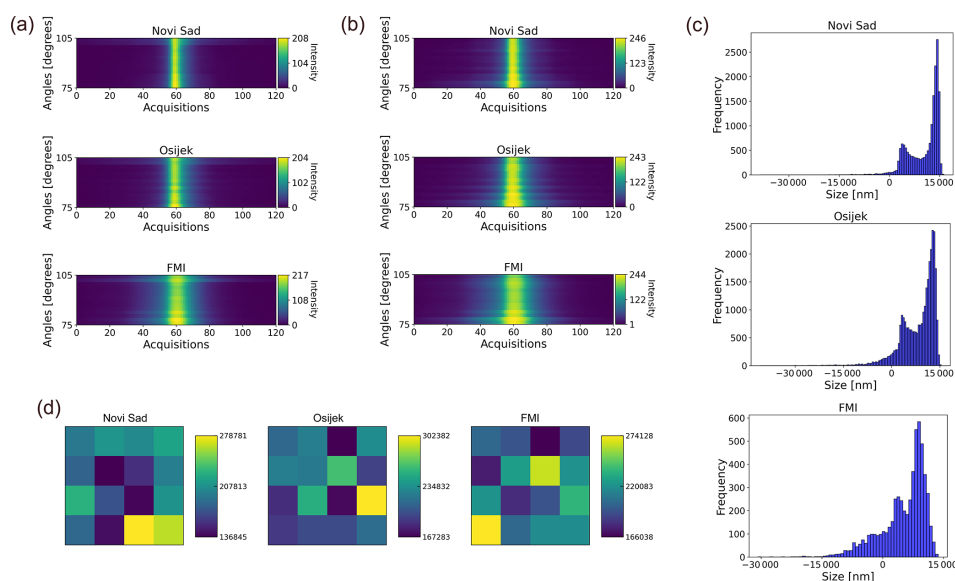 (a)
Novi Sad
Angles [degrees]
105
75
0 20 40 60 80 100 120
Acquisitions
208
104
0
Intensity
Osijek
Angles [degrees]
105
75
0 20 40 60 80 100 120
Acquisitions
204
102
0
Intensity
FMI
Angles [degrees]
105
75
0 20 40 60 80 100 120
Acquisitions
217
108
0
Intensity
(b)
Novi Sad
Angles [degrees]
105
75
0 20 40 60 80 100 120
Acquisitions
246
123
0
Intensity
Osijek
Angles [degrees]
105
75
0 20 40 60 80 100 120
Acquisitions
243
121
0
Intensity
FMI
Angles [degrees]
105
75
0 20 40 60 80 100 120
Acquisitions
244
122
1
Intensity
(c)
Novi Sad
Frequency
2500
2000
1500
1000
500
0
−30 000 −15 000 0 15 000
Size [nm]
Osijek
Frequency
2500
2000
1500
1000
500
0
−30 000 −15 000 0 15 000
Size [nm]
FMI
Frequency
600
500
400
300
200
100
0
−30 000 −15 000 0 15 000
Size [nm]
(d)
Novi Sad
278781
207813
136845
Osijek
302382
234832
167283
FMI
274128
220083
166038